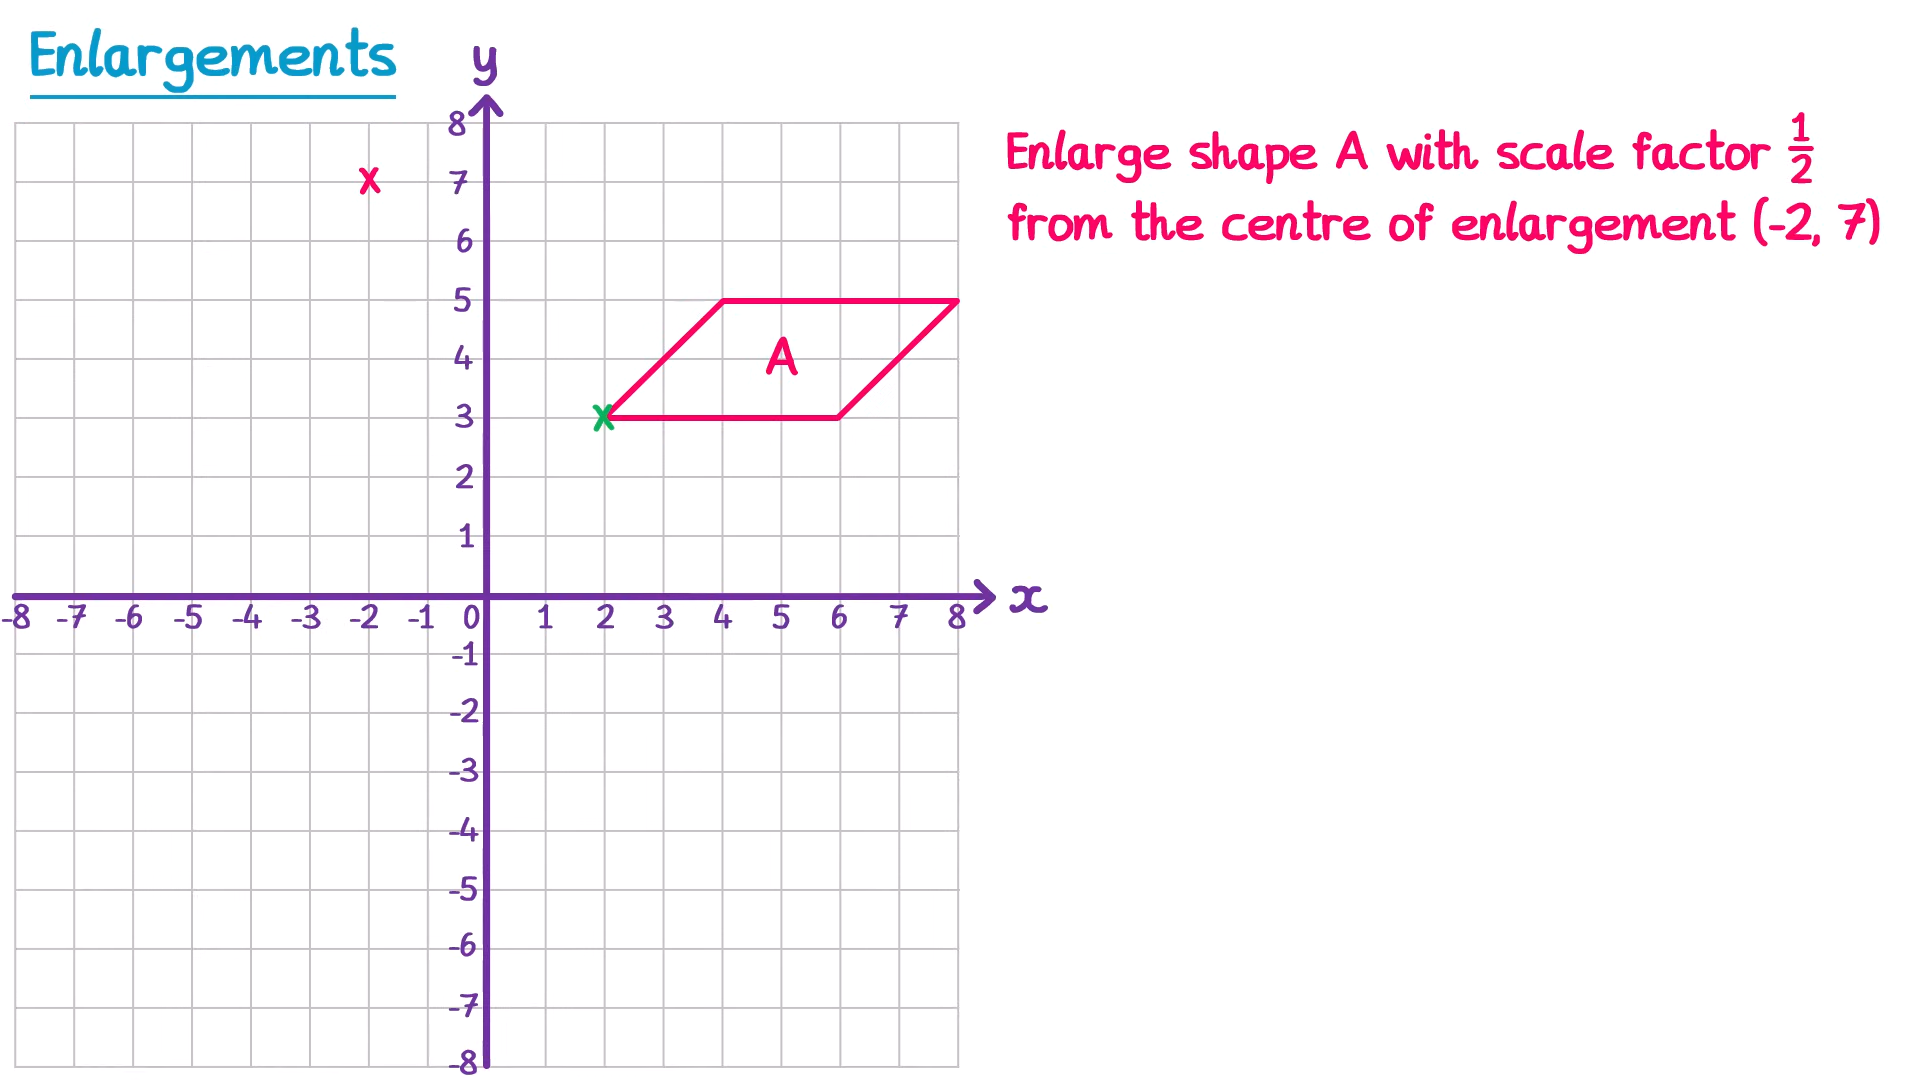 Enlargements
y
8
7
6
5
4
3
2
1
-8 -7 -6 -5 -4 -3 -2 -1 0 1 2 3 4 5 6 7 8 x
-1
-2
-3
-4
-5
-6
-7
-8
x
A
x
Enlarge shape A with scale factor 1/2
from the centre of enlargement (-2, 7)